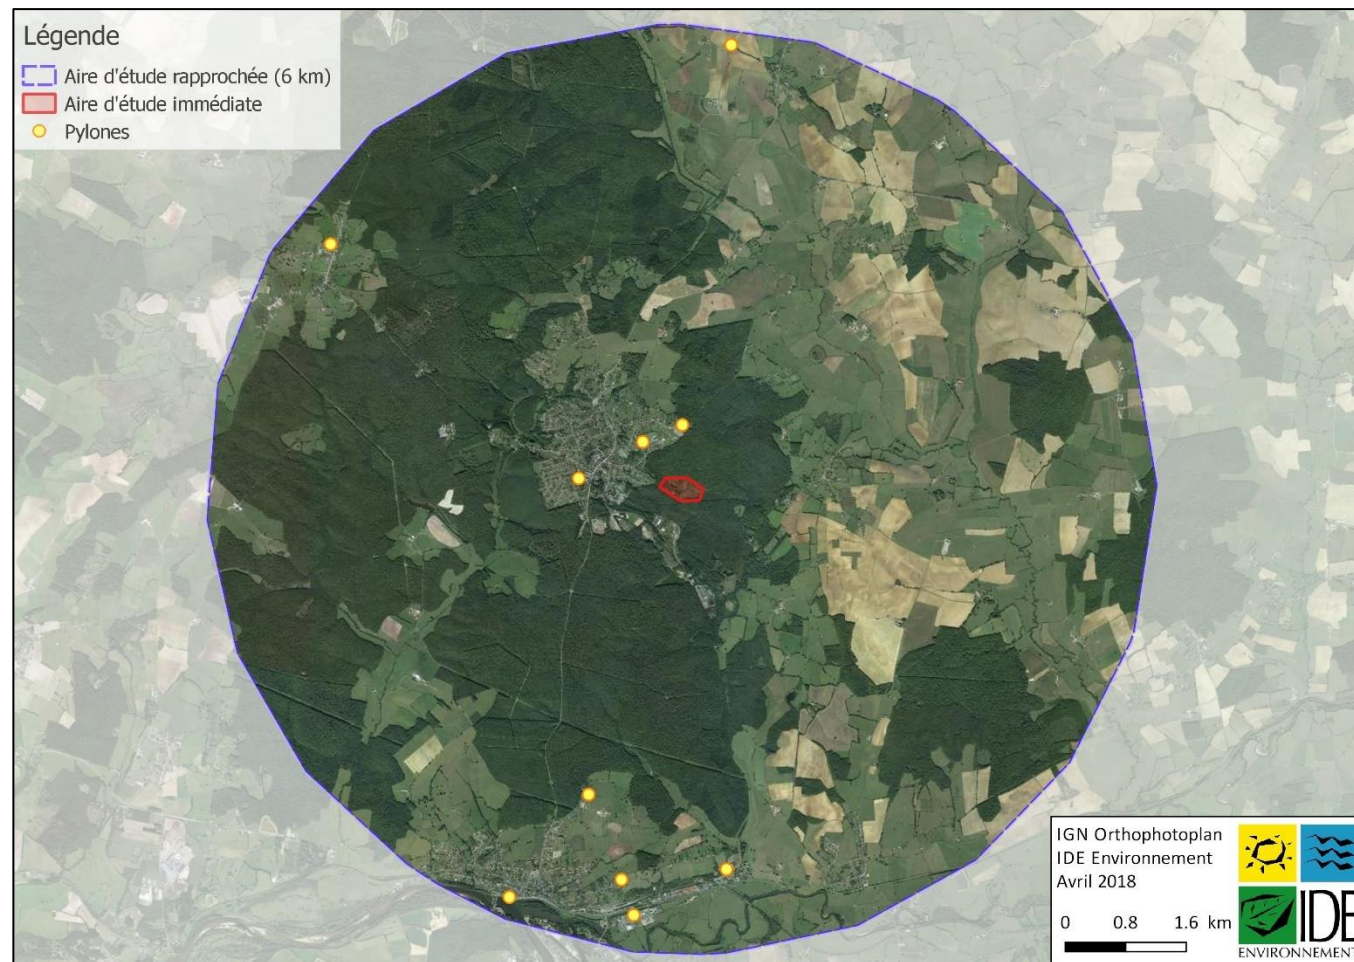 Légende
Aire d'étude rapprochée (6 km)
Aire d'étude immédiate
Pylones
IGN Orthophotoplan
IDE Environnement
Avril 2018
0 0.8 1.6 km
IDE
ENVIRONNEMENT